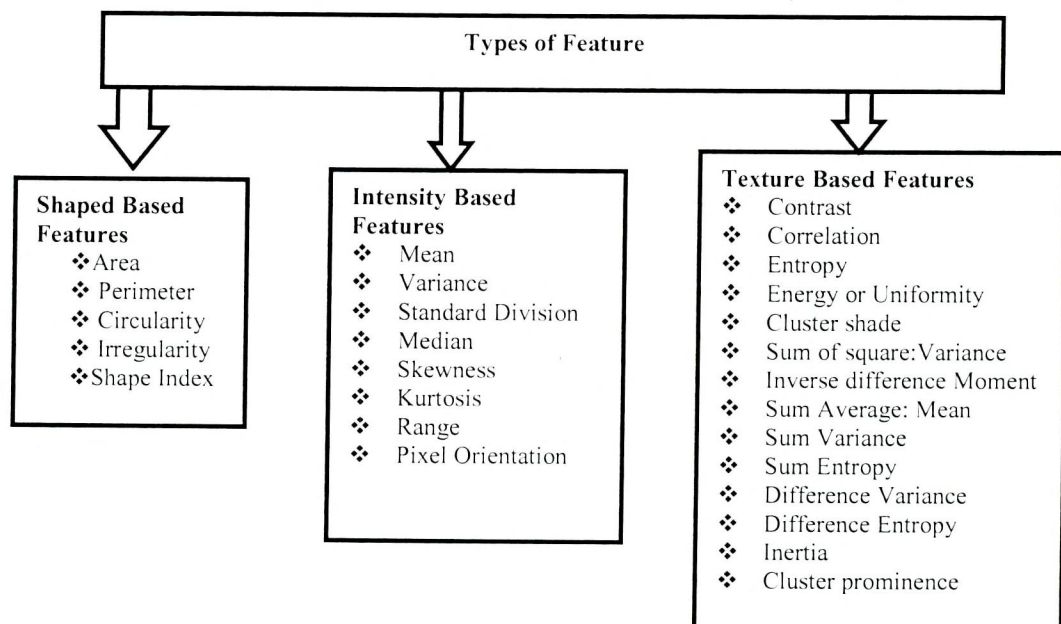 Types of Feature
Shaped Based
Features
❖Area
❖ Perimeter
❖ Circularity
❖ Irregularity
❖Shape Index
Intensity Based
Features
❖ Mean
❖ Variance
❖ Standard Division
❖ Median
❖ Skewness
❖ Kurtosis
❖ Range
❖ Pixel Orientation
Texture Based Features
❖ Contrast
❖ Correlation
❖ Entropy
❖ Energy or Uniformity
❖ Cluster shade
❖ Sum of square:Variance
❖ Inverse difference Moment
❖ Sum Average: Mean
❖ Sum Variance
❖ Sum Entropy
❖ Difference Variance
❖ Difference Entropy
❖ Inertia
❖ Cluster prominence